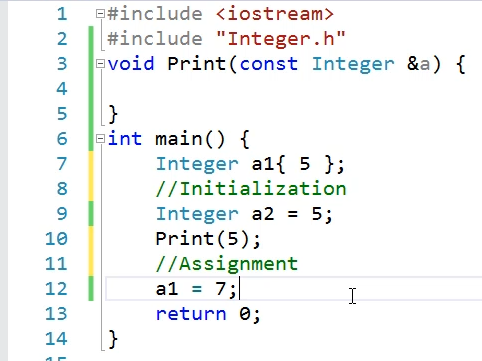 1 #include <iostream>
2 #include "Integer.h"
3 void Print(const Integer &a) {
4
5 }
6 int main() {
7 Integer a1{ 5 };
8 //Initialization
9 Integer a2 = 5;
10 Print(5);
11 //Assignment
12 a1 = 7;
13 return 0;
14 }